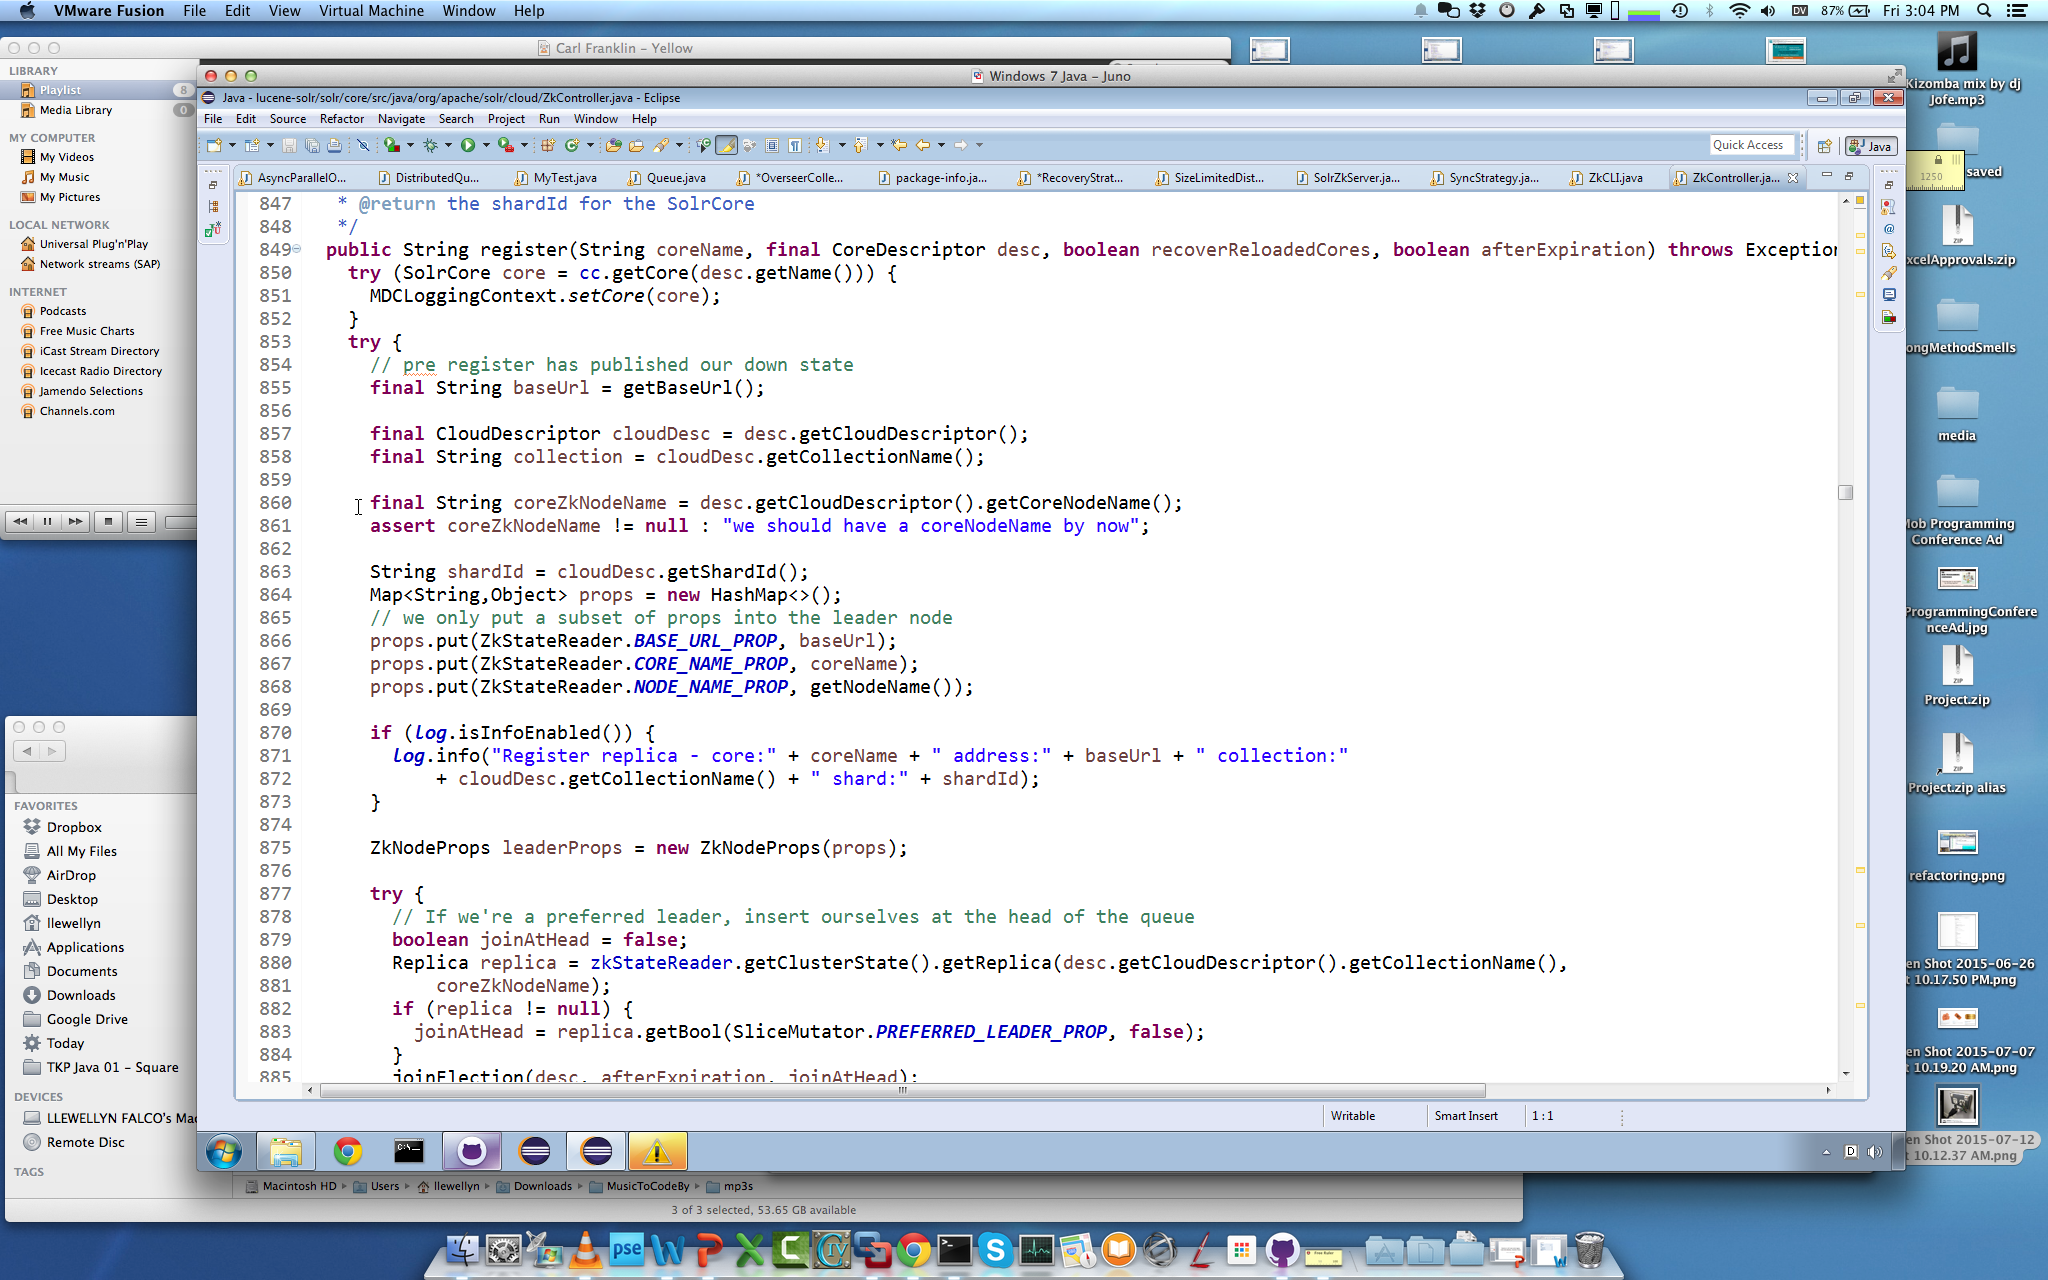 VMware Fusion File Edit View Virtual Machine Window Help
DV 87% Fri 3:04 PM
Carl Franklin – Yellow
LIBRARY
Playlist 8
Media Library 0
MY COMPUTER
My Videos
My Music
My Pictures
LOCAL NETWORK
Universal Plug'n'Play
Network streams (SAP)
INTERNET
Podcasts
Free Music Charts
iCast Stream Directory
Icecast Radio Directory
Jamendo Selections
Channels.com
FAVORITES
Dropbox
All My Files
AirDrop
Desktop
llewellyn
Applications
Documents
Downloads
Google Drive
Today
TKP Java 01 – Square
DEVICES
LLEWELLYN FALCO's Mac
Remote Disc
TAGS
Windows 7 Java – Juno
Java - lucene-solr/solr/core/src/java/org/apache/solr/cloud/ZkController.java - Eclipse
File Edit Source Refactor Navigate Search Project Run Window Help
Quick Access Java
AsyncParallelO... DistributedQu... MyTest.java Queue.java *OverseerColle... package-info.ja... *RecoveryStrat... SizeLimitedDist... SolrZkServer.ja... SyncStrategy.ja... ZkCLI.java ZkController.ja...
847 * @return the shardId for the SolrCore
848 */
849 public String register(String coreName, final CoreDescriptor desc, boolean recoverReloadedCores, boolean afterExpiration) throws Exception
850 try (SolrCore core = cc.getCore(desc.getName())) {
851 MDCLoggingContext.setCore(core);
852 }
853 try {
854 // pre register has published our down state
855 final String baseUrl = getBaseUrl();
856
857 final CloudDescriptor cloudDesc = desc.getCloudDescriptor();
858 final String collection = cloudDesc.getCollectionName();
859
860 final String coreZkNodeName = desc.getCloudDescriptor().getCoreNodeName();
861 assert coreZkNodeName != null : "we should have a coreNodeName by now";
862
863 String shardId = cloudDesc.getShardId();
864 Map<String,Object> props = new HashMap<>();
865 // we only put a subset of props into the leader node
866 props.put(ZkStateReader.BASE_URL_PROP, baseUrl);
867 props.put(ZkStateReader.CORE_NAME_PROP, coreName);
868 props.put(ZkStateReader.NODE_NAME_PROP, getNodeName());
869
870 if (log.isInfoEnabled()) {
871 log.info("Register replica - core:" + coreName + " address:" + baseUrl + " collection:"
872 + cloudDesc.getCollectionName() + " shard:" + shardId);
873 }
874
875 ZkNodeProps leaderProps = new ZkNodeProps(props);
876
877 try {
878 // If we're a preferred leader, insert ourselves at the head of the queue
879 boolean joinAtHead = false;
880 Replica replica = zkStateReader.getClusterState().getReplica(desc.getCloudDescriptor().getCollectionName(),
881 coreZkNodeName);
882 if (replica != null) {
883 joinAtHead = replica.getBool(SliceMutator.PREFERRED_LEADER_PROP, false);
884 }
885 joinElection(desc, afterExpiration, joinAtHead);
Writable Smart Insert 1 : 1
Macintosh HD Users llewellyn Downloads MusicToCodeBy mp3s
3 of 3 selected, 53.65 GB available
Kizomba mix by dj
Jofe.mp3
saved
1250
ZIP
xcelApprovals.zip
ongMethodSmells
media
Mob Programming
Conference Ad
ProgrammingConfere
nceAd.jpg
ZIP
Project.zip
ZIP
Project.zip alias
refactoring.png
en Shot 2015-06-26
t 10.17.50 PM.png
en Shot 2015-07-07
t 10.19.20 AM.png
en Shot 2015-07-12
t 10.12.37 AM.png
pse